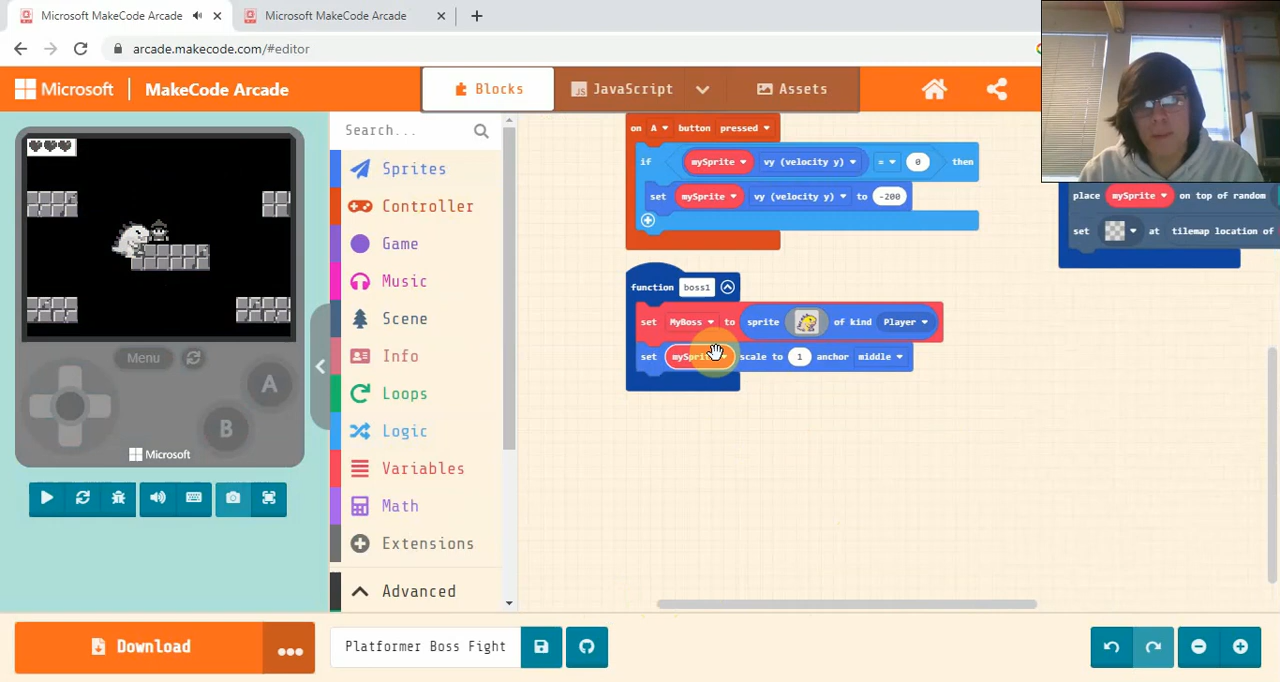 Microsoft MakeCode Arcade
Microsoft MakeCode Arcade
arcade.makecode.com/#editor
Microsoft
MakeCode Arcade
Blocks
JavaScript
Assets
Search...
Sprites
Controller
Game
Music
Scene
Info
Loops
Logic
Variables
Math
Extensions
Advanced
Menu
A
B
Microsoft
on A button pressed
if mySprite vy (velocity y) = 0 then
set mySprite vy (velocity y) to -200
function boss1
set MyBoss to sprite of kind Player
set mySprite scale to 1 anchor middle
place mySprite on top of random
set at tilemap location of
Download
Platformer Boss Fight